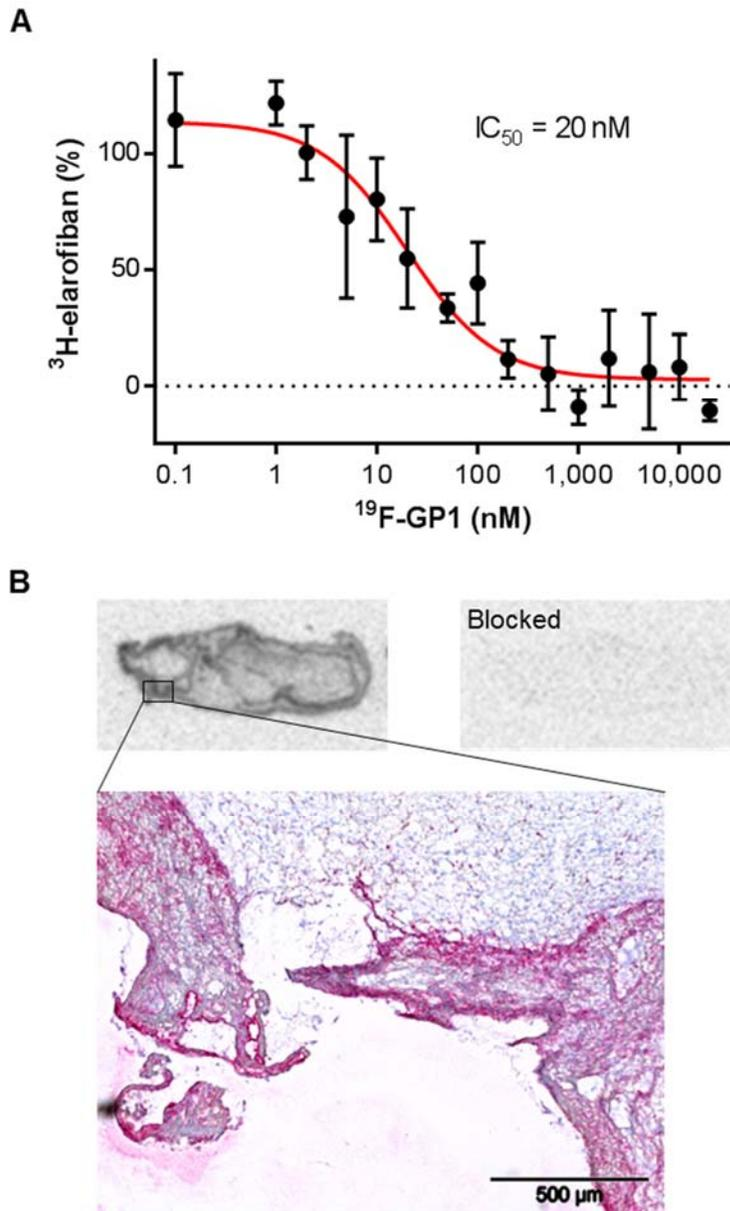 A
³H-elarofiban (%)
100
50
0
IC₅₀ = 20 nM
0.1 1 10 100 1,000 10,000
¹⁹F-GP1 (nM)
B
Blocked
500 µm